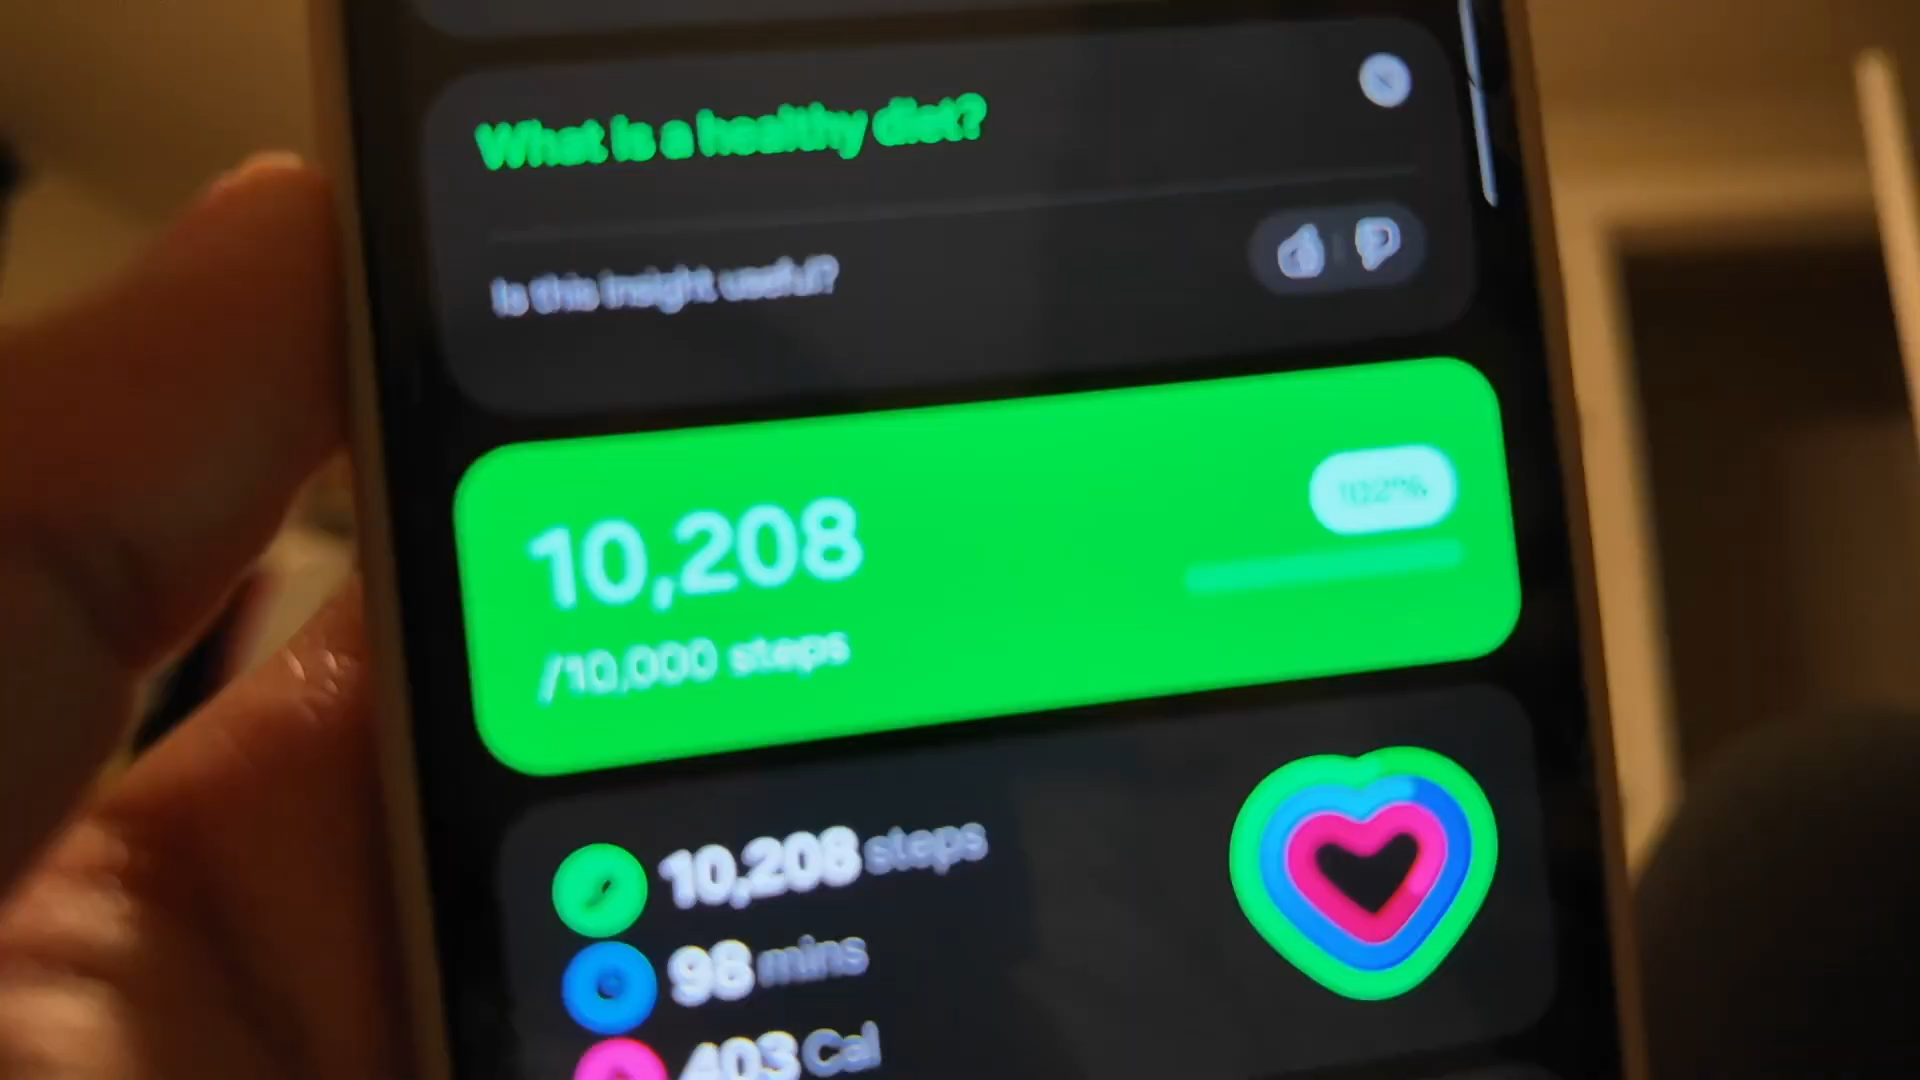 What is a healthy diet?
Is this insight useful?
10,208
102%
/10,000 steps
10,208 steps
98 mins
403 Cal